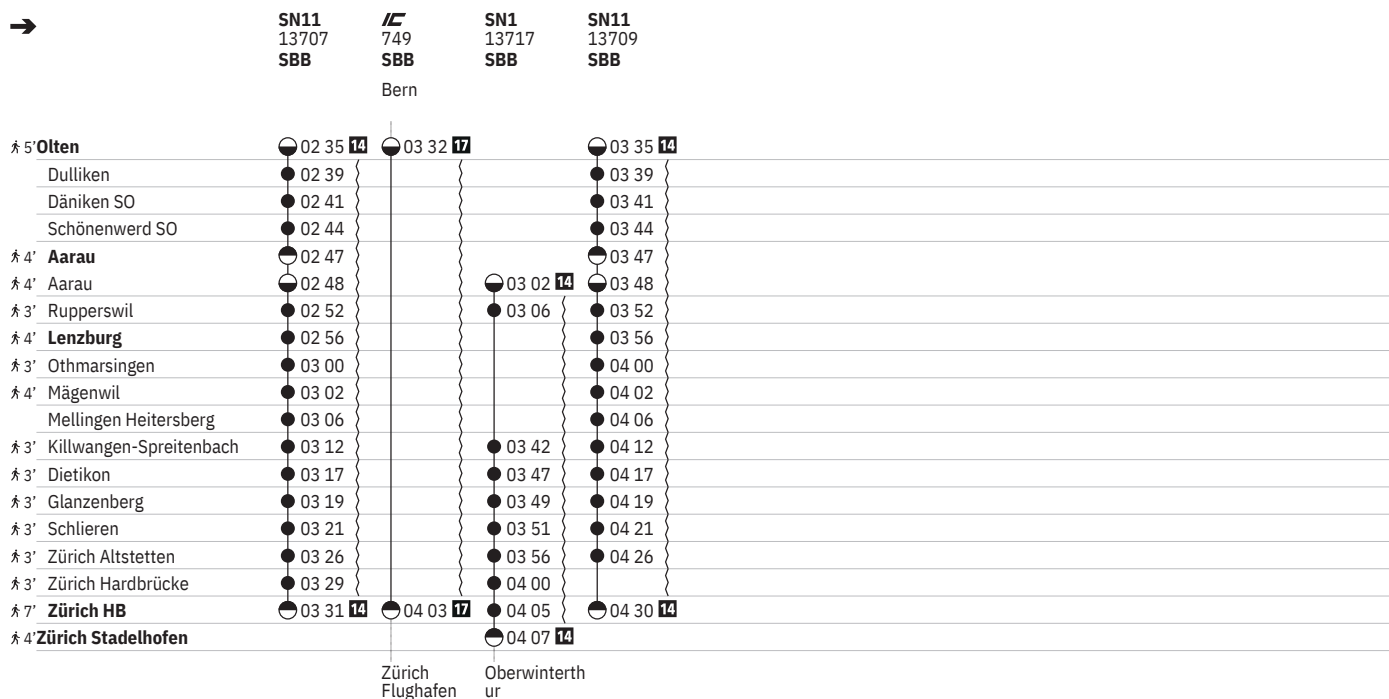 SN11 IC SN1 SN11
13707 749 13717 13709
SBB SBB SBB SBB
Bern
5' Olten 02 35 14 03 32 17 03 35 14
Dulliken 02 39 03 39
Däniken SO 02 41 03 41
Schönenwerd SO 02 44 03 44
4' Aarau 02 47 03 47
4' Aarau 02 48 03 02 14 03 48
3' Rupperswil 02 52 03 06 03 52
4' Lenzburg 02 56 03 56
3' Othmarsingen 03 00 04 00
4' Mägenwil 03 02 04 02
Mellingen Heitersberg 03 06 04 06
3' Killwangen-Spreitenbach 03 12 03 42 04 12
3' Dietikon 03 17 03 47 04 17
3' Glanzenberg 03 19 03 49 04 19
3' Schlieren 03 21 03 51 04 21
3' Zürich Altstetten 03 26 03 56 04 26
3' Zürich Hardbrücke 03 29 04 00
7' Zürich HB 03 31 14 04 03 17 04 05 04 30 14
4' Zürich Stadelhofen 04 07 14
Zürich Oberwinterth
Flughafen ur